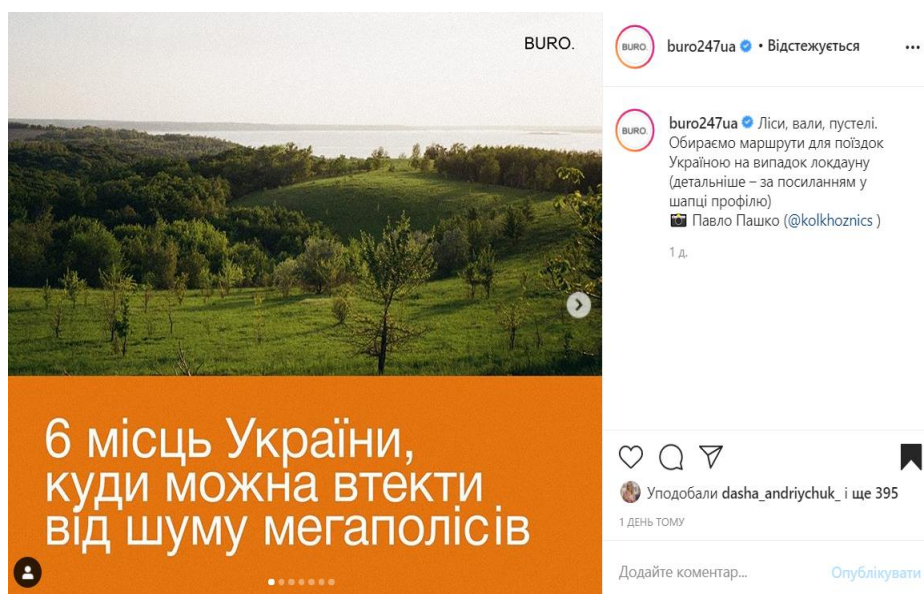 BURO.
6 місць України,
куди можна втекти
від шуму мегаполісів
BURO.
buro247ua • Відстежується
BURO.
buro247ua Ліси, вали, пустелі.
Обираємо маршрути для поїздок
Україною на випадок локдауну
(детальніше – за посиланням у
шапці профілю)
📷 Павло Пашко (@kolkhoznics )
1 д.
Уподобали dasha_andriychuk_ і ще 395
1 ДЕНЬ ТОМУ
Додайте коментар...
Опублікувати